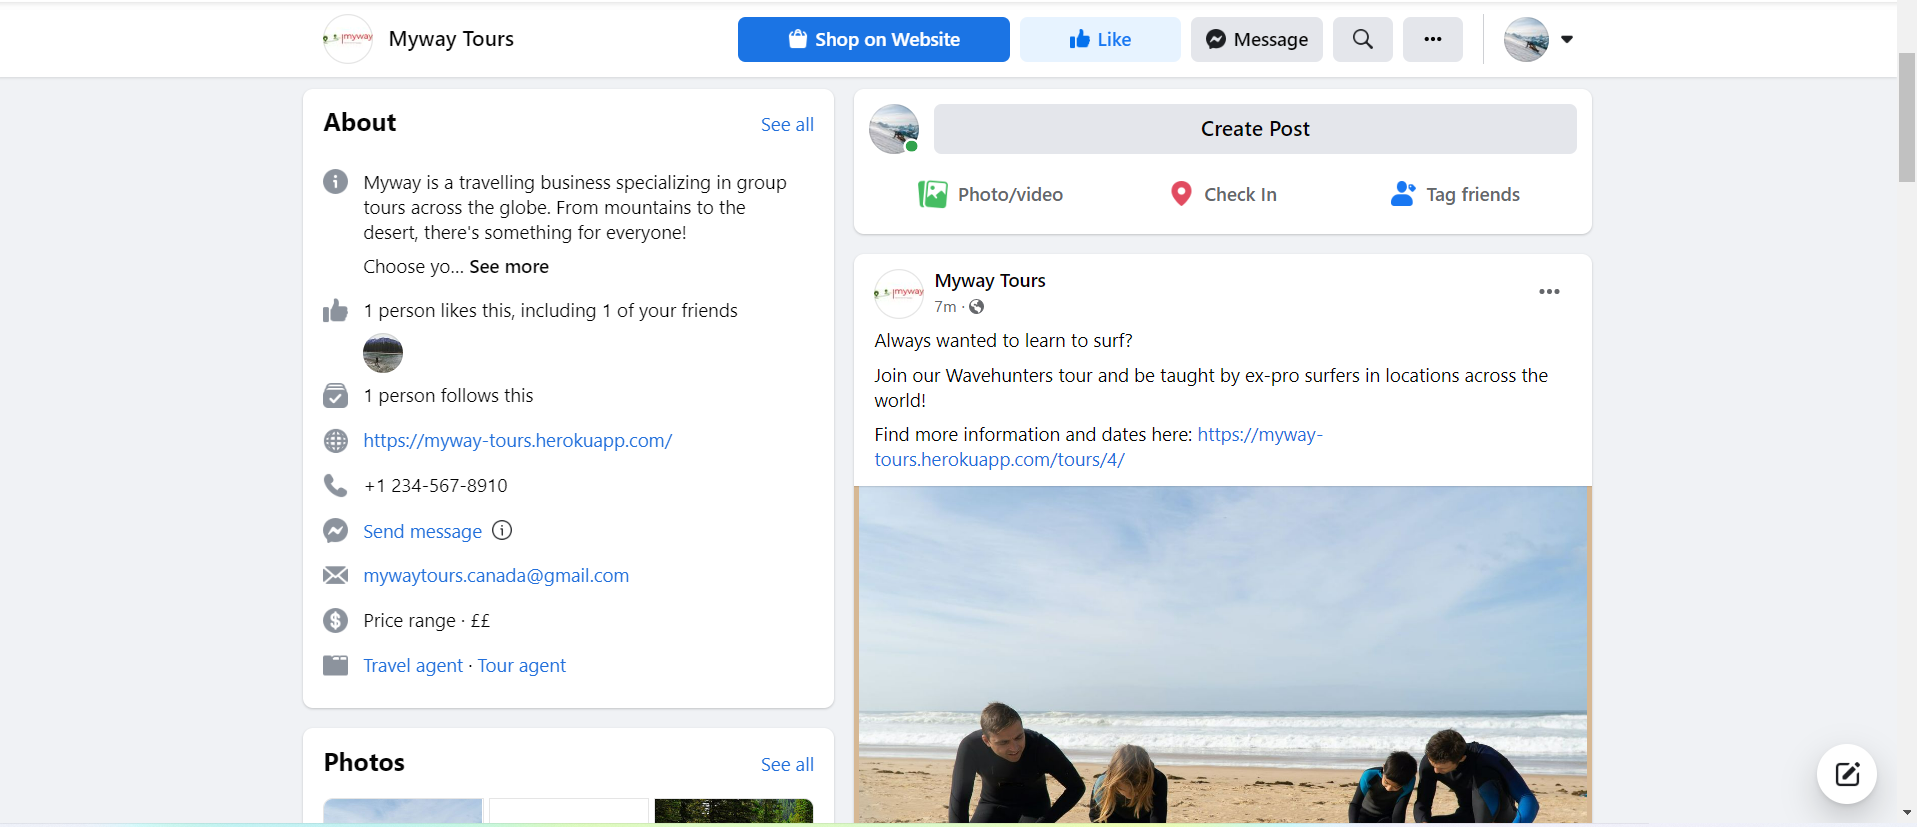 myway
Myway Tours
Shop on Website
Like
Message
About
See all
Myway is a travelling business specializing in group
tours across the globe. From mountains to the
desert, there's something for everyone!
Choose yo... See more
1 person likes this, including 1 of your friends
1 person follows this
https://myway-tours.herokuapp.com/
+1 234-567-8910
Send message
mywaytours.canada@gmail.com
Price range · ££
Travel agent · Tour agent
Photos
See all
Create Post
Photo/video
Check In
Tag friends
myway
Myway Tours
7m ·
Always wanted to learn to surf?
Join our Wavehunters tour and be taught by ex-pro surfers in locations across the
world!
Find more information and dates here: https://myway-
tours.herokuapp.com/tours/4/